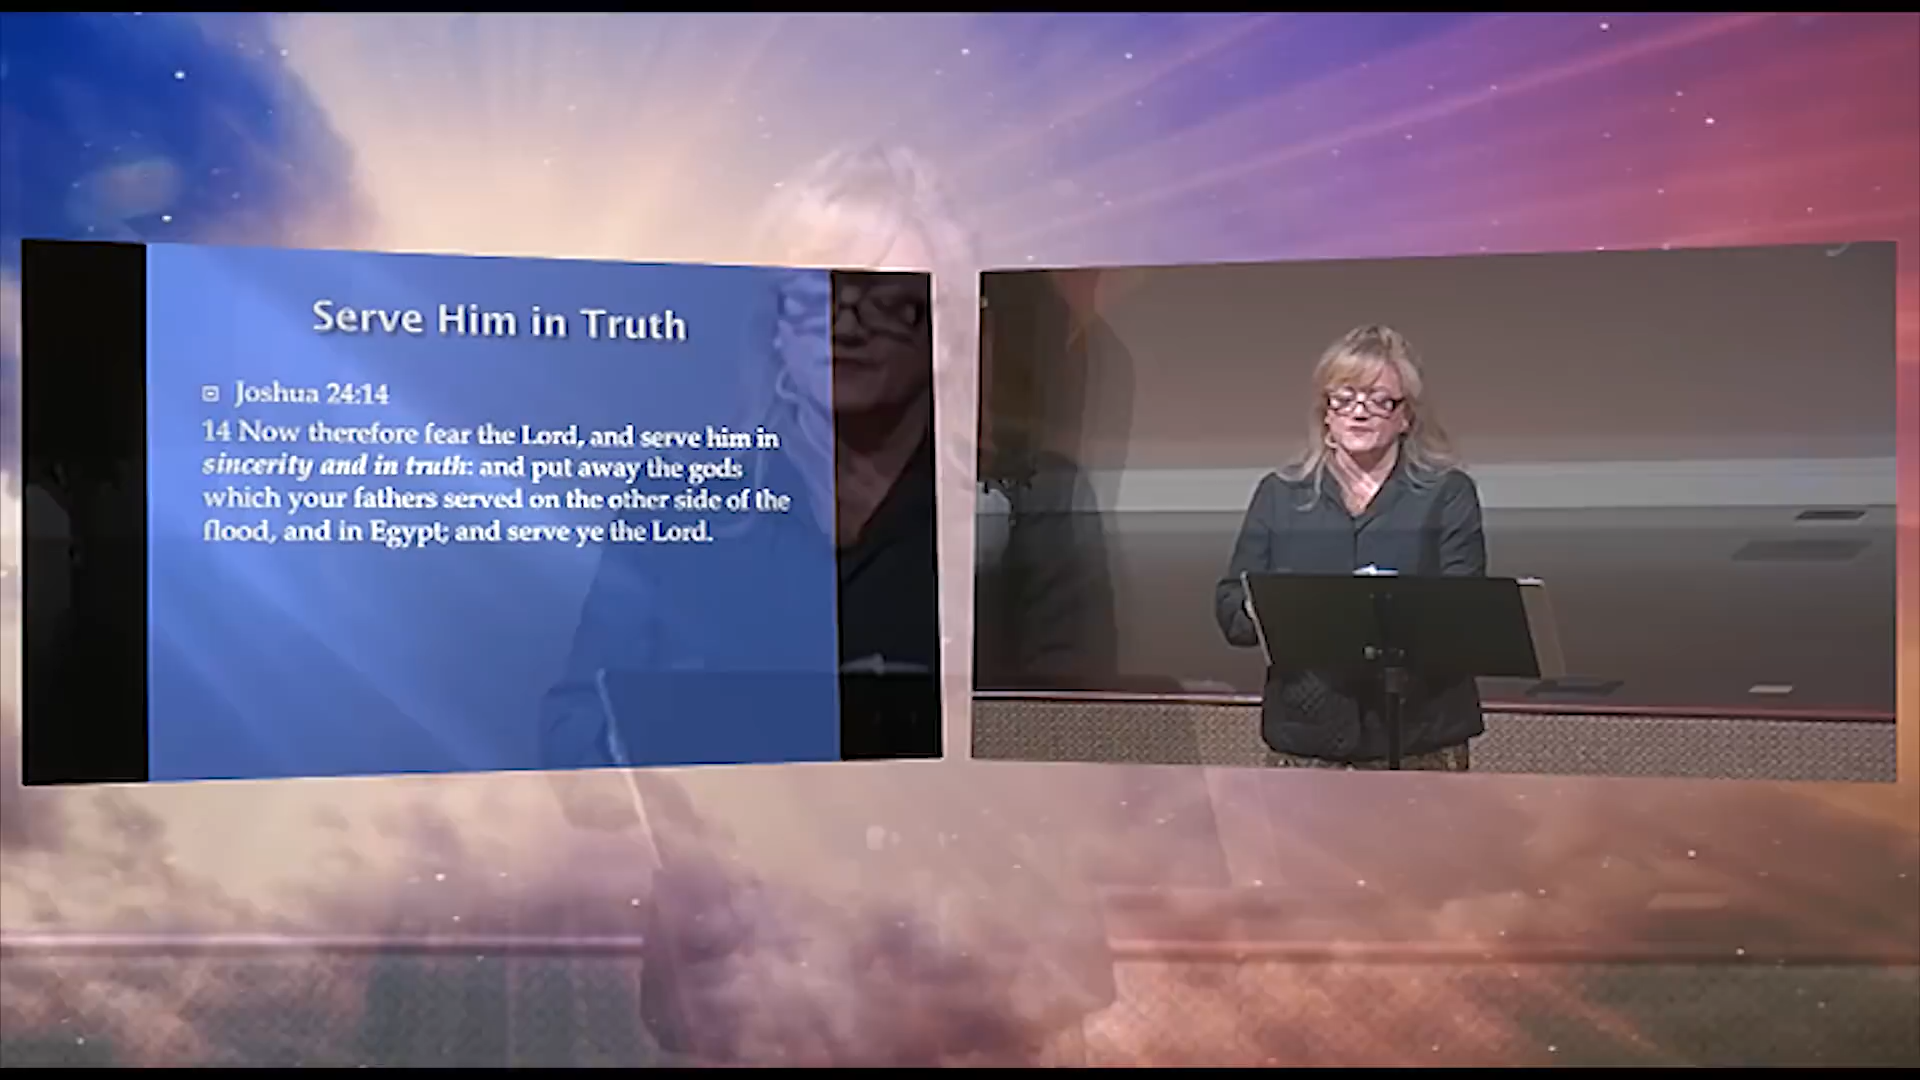 Serve Him in Truth
Joshua 24:14
14 Now therefore fear the Lord, and serve him in
sincerity and in truth: and put away the gods
which your fathers served on the other side of the
flood, and in Egypt; and serve ye the Lord.